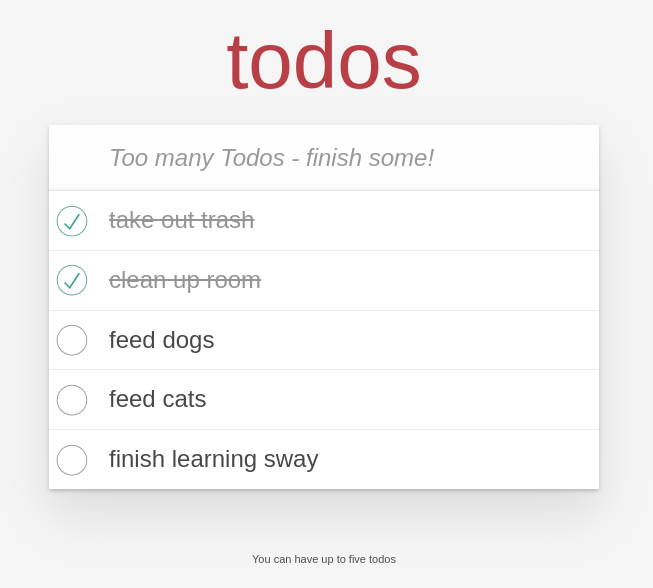 todos
Too many Todos - finish some!
take out trash
clean up room
feed dogs
feed cats
finish learning sway
You can have up to five todos